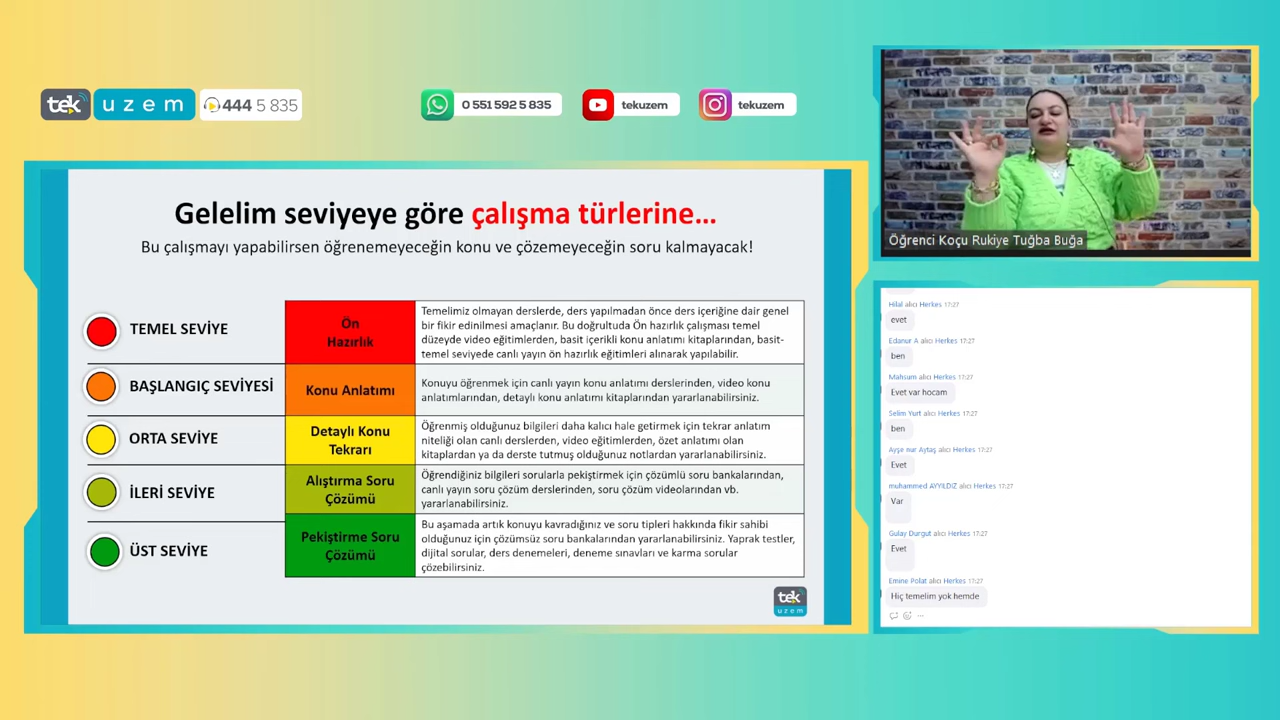 tek uzem 444 5 835
0 551 592 5 835
tekuzem
tekuzem
Gelelim seviyeye göre çalışma türlerine...
Bu çalışmayı yapabilirsen öğrenemeyeceğin konu ve çözemeyeceğin soru kalmayacak!
TEMEL SEVİYE
Ön
Hazırlık
Temelimiz olmayan derslerde, ders yapılmadan önce ders içeriğine dair genel
bir fikir edinilmesi amaçlanır. Bu doğrultuda Ön hazırlık çalışması temel
düzeyde video eğitimlerden, basit içerikli konu anlatımı kitaplarından, basit-
temel seviyede canlı yayın ön hazırlık eğitimleri alınarak yapılabilir.
BAŞLANGIÇ SEVİYESİ
Konu Anlatımı
Konuyu öğrenmek için canlı yayın konu anlatımı derslerinden, video konu
anlatımlarından, detaylı konu anlatımı kitaplarından yararlanabilirsiniz.
ORTA SEVİYE
Detaylı Konu
Tekrarı
Öğrenmiş olduğunuz bilgileri daha kalıcı hale getirmek için tekrar anlatım
niteliği olan canlı derslerden, video eğitimlerden, özet anlatımı olan
kitaplardan ya da derste tutmuş olduğunuz notlardan yararlanabilirsiniz.
İLERİ SEVİYE
Alıştırma Soru
Çözümü
Öğrendiğiniz bilgileri sorularla pekiştirmek için çözümlü soru bankalarından,
canlı yayın soru çözüm derslerinden, soru çözüm videolarından vb.
yararlanabilirsiniz.
ÜST SEVİYE
Pekiştirme Soru
Çözümü
Bu aşamada artık konuyu kavradığınız ve soru tipleri hakkında fikir sahibi
olduğunuz için çözümsüz soru bankalarından yararlanabilirsiniz. Yaprak testler,
dijital sorular, ders denemeleri, deneme sınavları ve karma sorular
çözebilirsiniz.
tek
uzem
Öğrenci Koçu Rukiye Tuğba Buğa
Hilal alıcı Herkes 17:27
evet
Edanur A alıcı Herkes 17:27
ben
Mahsum alıcı Herkes 17:27
Evet var hocam
Selim Yurt alıcı Herkes 17:27
ben
Ayşe nur Aytaş alıcı Herkes 17:27
Evet
muhammed AYYILDIZ alıcı Herkes 17:27
Var
Gulay Durgut alıcı Herkes 17:27
Evet
Emine Polat alıcı Herkes 17:27
Hiç temelim yok hemde